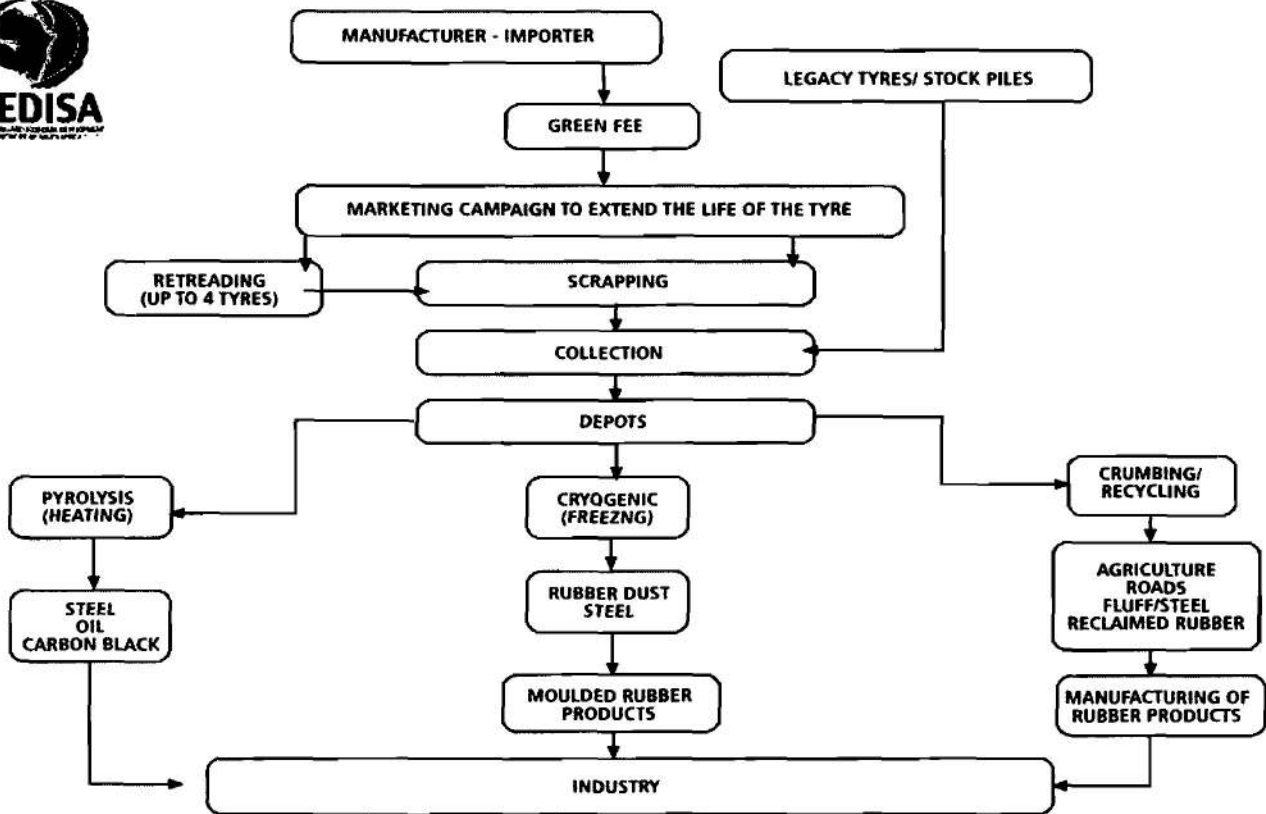 MANUFACTURER - IMPORTER
LEGACY TYRES/ STOCK PILES
EDISA
GREEN FEE
MARKETING CAMPAIGN TO EXTEND THE LIFE OF THE TYRE
RETREADING
(UP TO 4 TYRES)
SCRAPPING
COLLECTION
DEPOTS
PYROLYSIS
(HEATING)
CRYOGENIC
(FREEZNG)
CRUMBING/
RECYCLING
STEEL
OIL
CARBON BLACK
RUBBER DUST
STEEL
AGRICULTURE
ROADS
FLUFF/STEEL
RECLAIMED RUBBER
MOULDED RUBBER
PRODUCTS
MANUFACTURING OF
RUBBER PRODUCTS
INDUSTRY